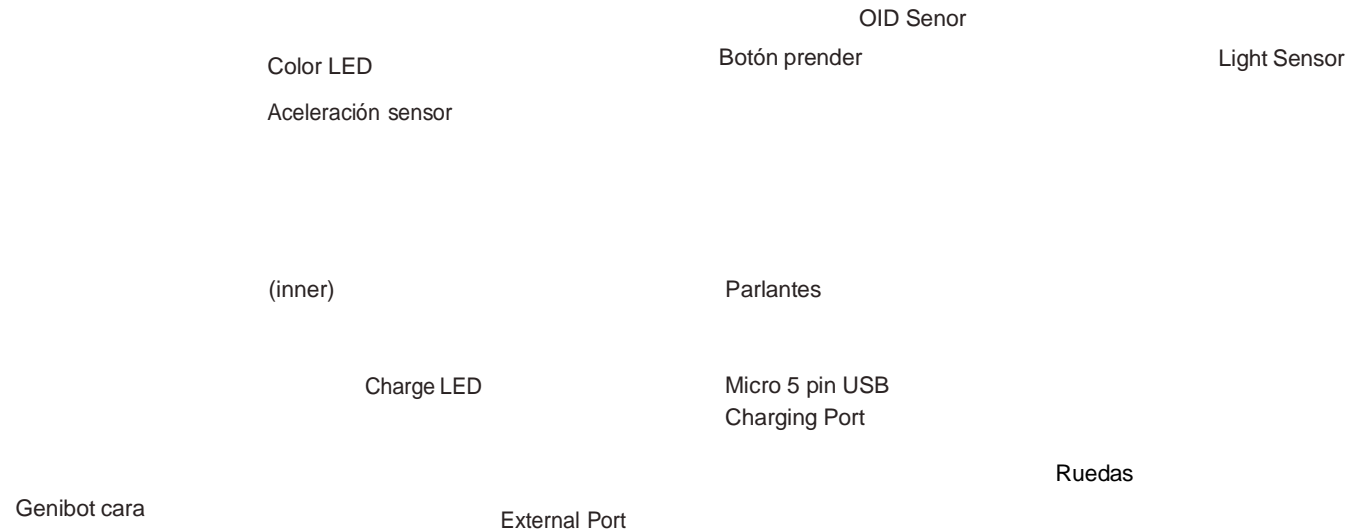 OID Senor
Color LED
Botón prender
Light Sensor
Aceleración sensor
(inner)
Parlantes
Charge LED
Micro 5 pin USB
Charging Port
Ruedas
Genibot cara
External Port